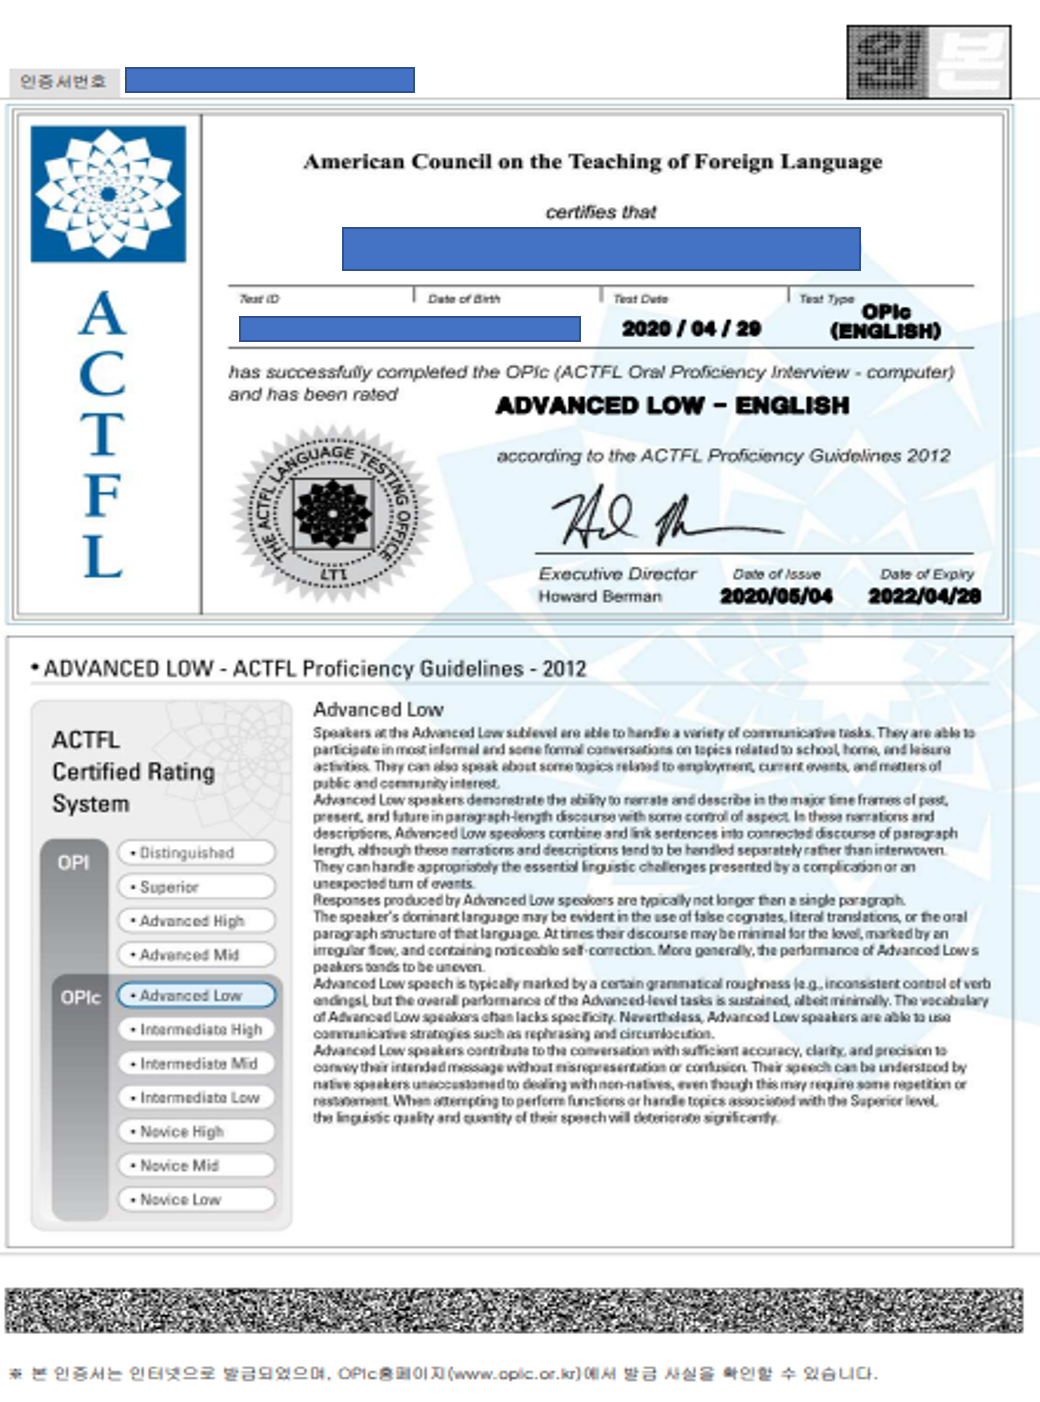 인증서번호
원본
American Council on the Teaching of Foreign Language
certifies that
Test ID
Date of Birth
Test Date
Test Type
2020 / 04 / 29
OPIc
(ENGLISH)
has successfully completed the OPIc (ACTFL Oral Proficiency Interview - computer)
and has been rated
ADVANCED LOW - ENGLISH
according to the ACTFL Proficiency Guidelines 2012
A
C
T
F
L
THE ACTFL LANGUAGE TESTING OFFICE
LTI
Executive Director
Howard Berman
Date of Issue
2020/05/04
Date of Expiry
2022/04/28
• ADVANCED LOW - ACTFL Proficiency Guidelines - 2012
ACTFL
Certified Rating
System
OPI
• Distinguished
• Superior
• Advanced High
• Advanced Mid
OPIc
• Advanced Low
• Intermediate High
• Intermediate Mid
• Intermediate Low
• Novice High
• Novice Mid
• Novice Low
Advanced Low
Speakers at the Advanced Low sublevel are able to handle a variety of communicative tasks. They are able to
participate in most informal and some formal conversations on topics related to school, home, and leisure
activities. They can also speak about some topics related to employment, current events, and matters of
public and community interest.
Advanced Low speakers demonstrate the ability to narrate and describe in the major time frames of past,
present, and future in paragraph-length discourse with some control of aspect. In these narrations and
descriptions, Advanced Low speakers combine and link sentences into connected discourse of paragraph
length, although these narrations and descriptions tend to be handled separately rather than interwoven.
They can handle appropriately the essential linguistic challenges presented by a complication or an
unexpected turn of events.
Responses produced by Advanced Low speakers are typically not longer than a single paragraph.
The speaker's dominant language may be evident in the use of false cognates, literal translations, or the oral
paragraph structure of that language. At times their discourse may be minimal for the level, marked by an
irregular flow, and containing noticeable self-correction. More generally, the performance of Advanced Low s
peakers tends to be uneven.
Advanced Low speech is typically marked by a certain grammatical roughness (e.g., inconsistent control of verb
endings), but the overall performance of the Advanced-level tasks is sustained, albeit minimally. The vocabulary
of Advanced Low speakers often lacks specificity. Nevertheless, Advanced Low speakers are able to use
communicative strategies such as rephrasing and circumlocution.
Advanced Low speakers contribute to the conversation with sufficient accuracy, clarity, and precision to
convey their intended message without misrepresentation or confusion. Their speech can be understood by
native speakers unaccustomed to dealing with non-natives, even though this may require some repetition or
restatement. When attempting to perform functions or handle topics associated with the Superior level,
the linguistic quality and quantity of their speech will deteriorate significantly.
※ 본 인증서는 인터넷으로 발급되었으며, OPIc홈페이지(www.opic.or.kr)에서 발급 사실을 확인할 수 있습니다.